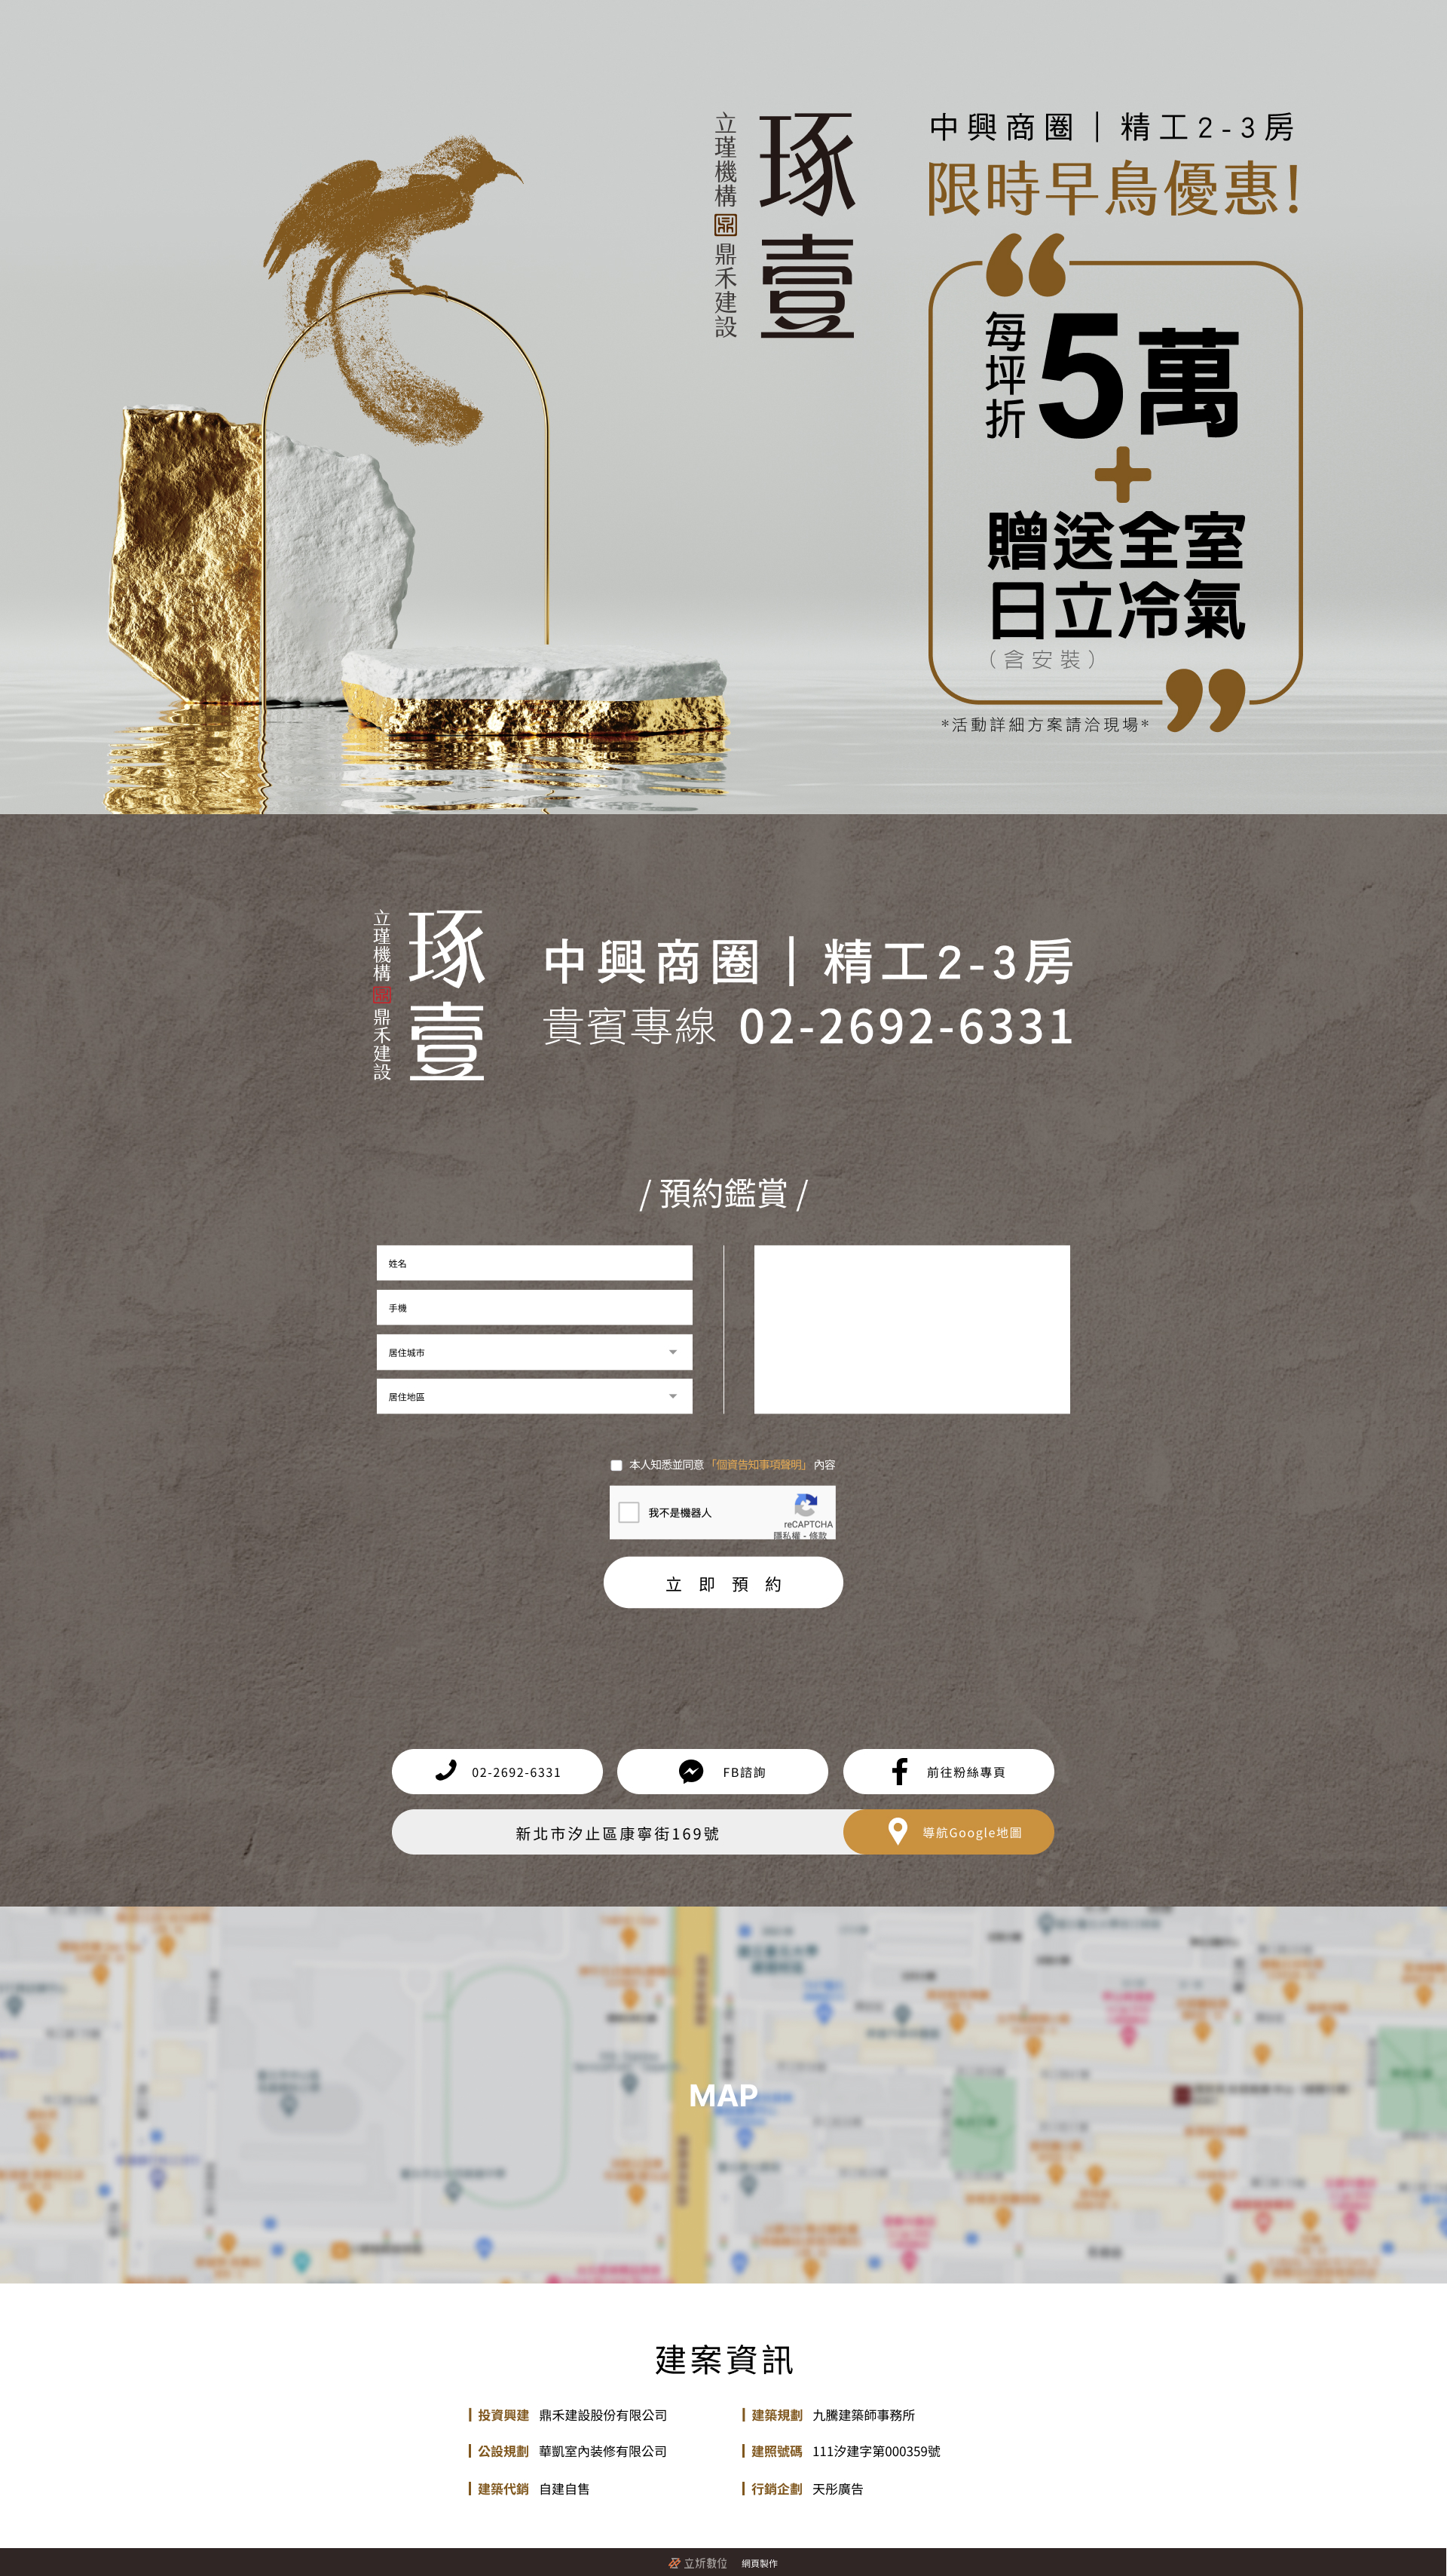 立瑾機構
鼎
鼎禾建設
琢壹
中興商圈｜精工2-3房
限時早鳥優惠!
每坪折
5萬
+
贈送全室
日立冷氣
（含安裝）
*活動詳細方案請洽現場*
立瑾機構
鼎
鼎禾建設
琢壹
中興商圈｜精工2-3房
貴賓專線 02-2692-6331
/ 預約鑑賞 /
姓名
手機
居住城市
居住地區
本人知悉並同意「個資告知事項聲明」內容
我不是機器人
reCAPTCHA
隱私權 - 條款
立即預約
02-2692-6331
FB諮詢
前往粉絲專頁
新北市汐止區康寧街169號
導航Google地圖
MAP
建案資訊
投資興建 鼎禾建設股份有限公司
建築規劃 九騰建築師事務所
公設規劃 華凱室內裝修有限公司
建照號碼 111汐建字第000359號
建築代銷 自建自售
行銷企劃 天彤廣告
立炘數位 網頁製作